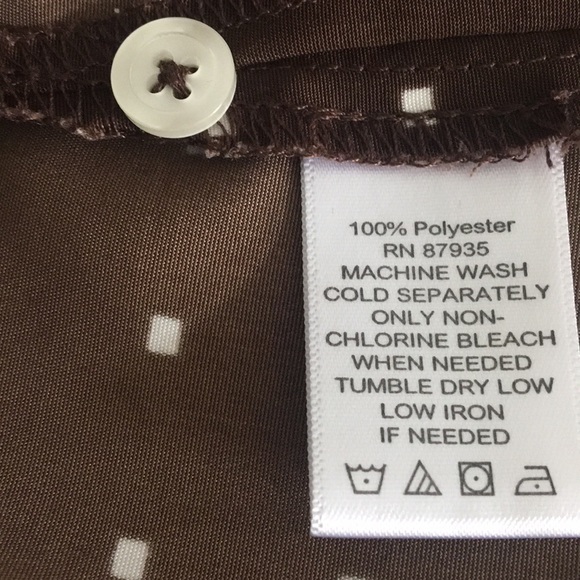 100% Polyester
RN 87935
MACHINE WASH
COLD SEPARATELY
ONLY NON-
CHLORINE BLEACH
WHEN NEEDED
TUMBLE DRY LOW
LOW IRON
IF NEEDED